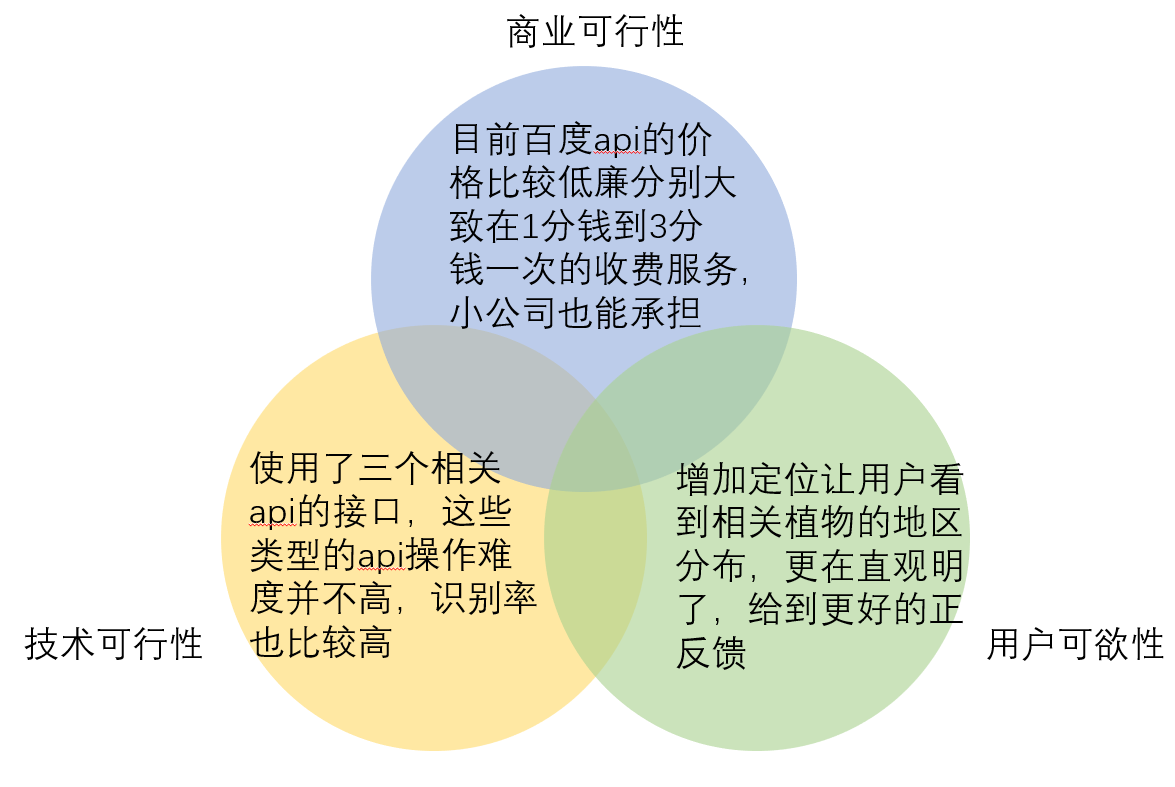 商业可行性
目前百度api的价
格比较低廉分别大
致在1分钱到3分
钱一次的收费服务，
小公司也能承担
使用了三个相关
api的接口，这些
类型的api操作难
度并不高，识别率
也比较高
技术可行性
增加定位让用户看
到相关植物的地区
分布，更在直观明
了，给到更好的正
反馈
用户可欲性